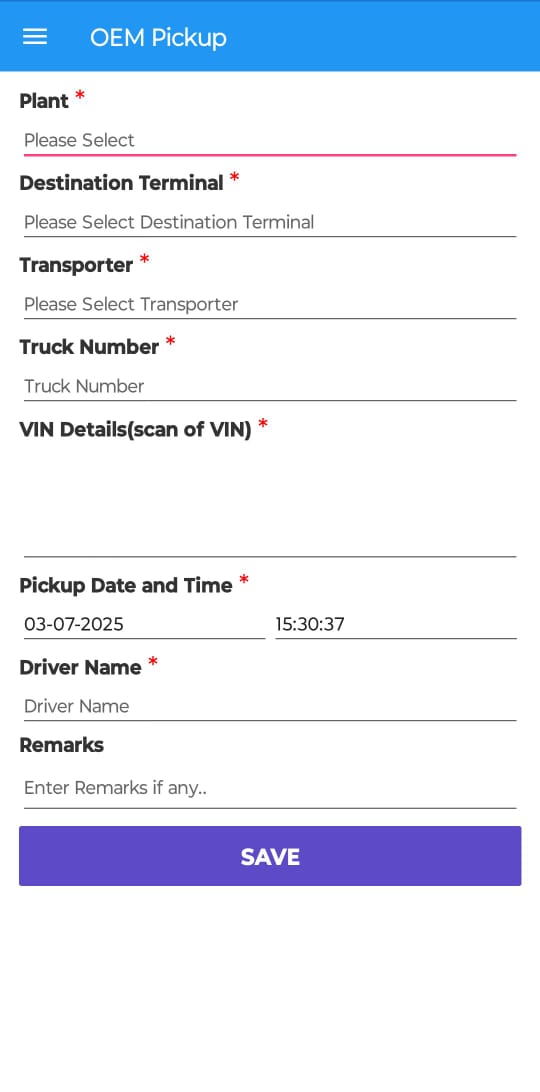 OEM Pickup
Plant *
Please Select
Destination Terminal *
Please Select Destination Terminal
Transporter *
Please Select Transporter
Truck Number *
Truck Number
VIN Details(scan of VIN) *
Pickup Date and Time *
03-07-2025 15:30:37
Driver Name *
Driver Name
Remarks
Enter Remarks if any..
SAVE